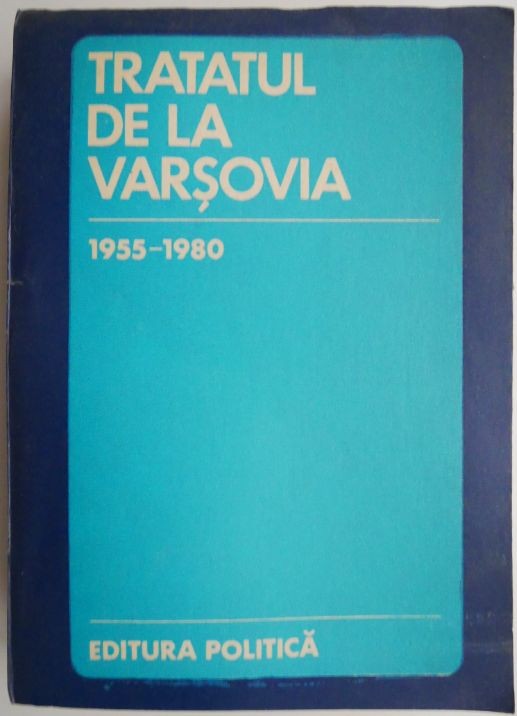 TRATATUL
DE LA
VARȘOVIA
1955-1980
EDITURA POLITICĂ